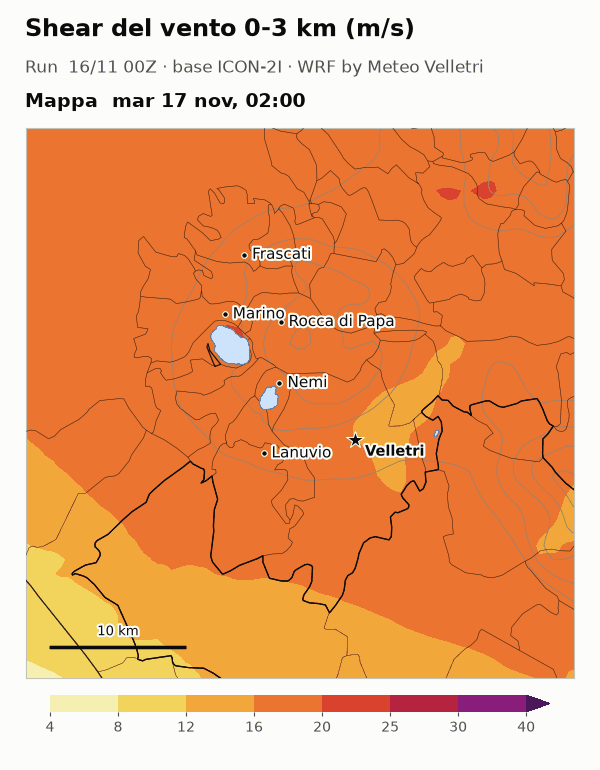 Shear del vento 0-3 km (m/s)
Run  16/11 00Z · base ICON-2I · WRF by Meteo Velletri
Mappa  mar 17 nov, 02:00
Frascati
Marino
Rocca di Papa
Nemi
Velletri
Lanuvio
10 km
4 8 12 16 20 25 30 40